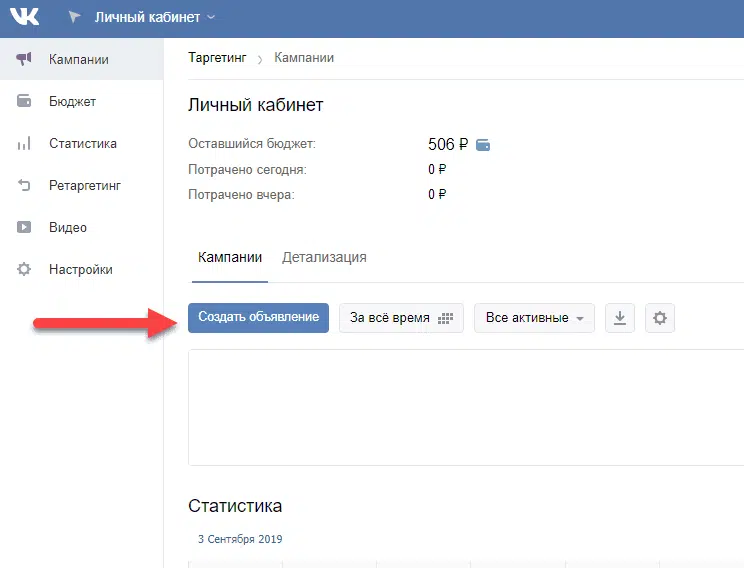 VK Личный кабинет
Кампании
Бюджет
Статистика
Ретаргетинг
Видео
Настройки
Таргетинг > Кампании
Личный кабинет
Оставшийся бюджет: 506 ₽
Потрачено сегодня: 0 ₽
Потрачено вчера: 0 ₽
Кампании Детализация
Создать объявление За всё время Все активные
Статистика
3 Сентября 2019